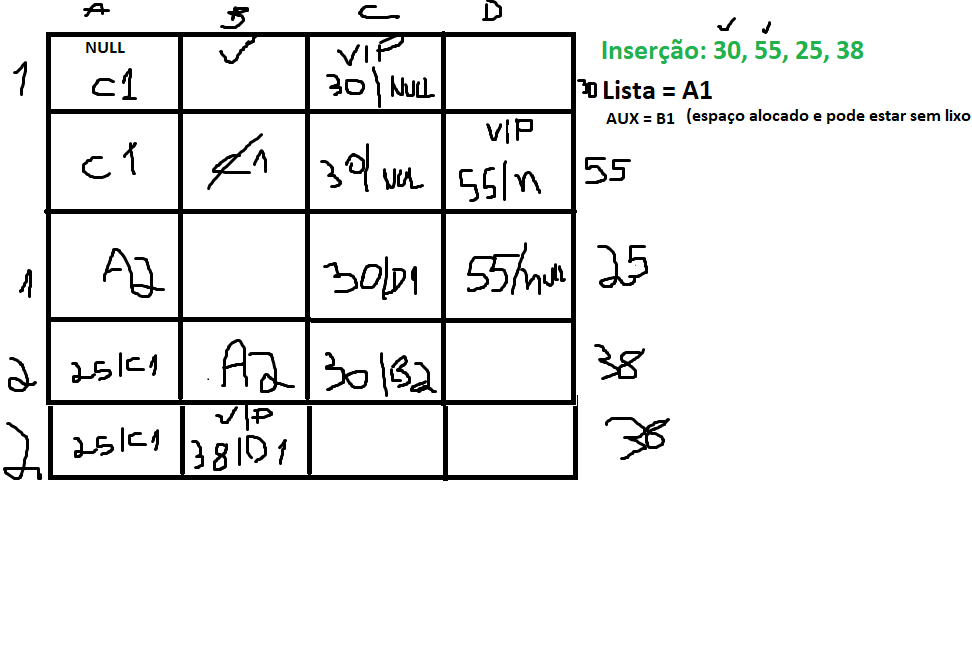 A B C D
Inserção: 30, 55, 25, 38
1 NULL ✓ VIP
C1 30 | NULL 30 Lista = A1
AUX = B1 (espaço alocado e pode estar sem lixo
VIP
C1 C1 30 | NUL 55 | n 55
1 A2 30 | D1 55 / null 25
2 25 | C1 A2 30 | B2 38
VIP
2 25 | C1 38 | D1 38